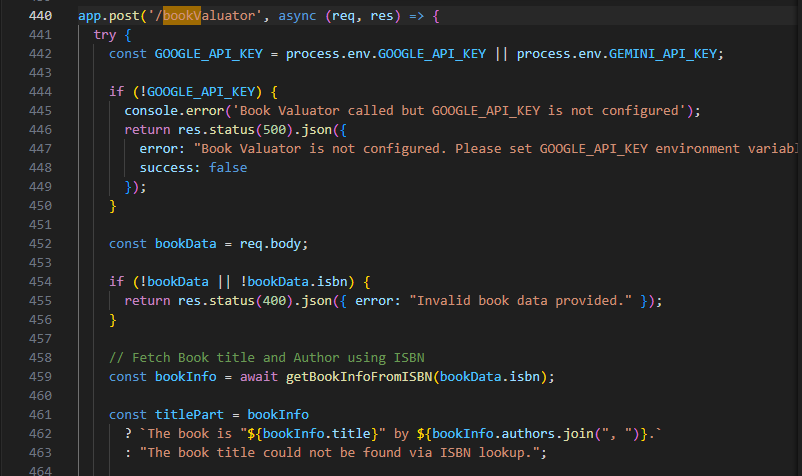 440 app.post('/bookValuator', async (req, res) => {
441 try {
442 const GOOGLE_API_KEY = process.env.GOOGLE_API_KEY || process.env.GEMINI_API_KEY;
443
444 if (!GOOGLE_API_KEY) {
445 console.error('Book Valuator called but GOOGLE_API_KEY is not configured');
446 return res.status(500).json({
447 error: "Book Valuator is not configured. Please set GOOGLE_API_KEY environment variabl
448 success: false
449 });
450 }
451
452 const bookData = req.body;
453
454 if (!bookData || !bookData.isbn) {
455 return res.status(400).json({ error: "Invalid book data provided." });
456 }
457
458 // Fetch Book title and Author using ISBN
459 const bookInfo = await getBookInfoFromISBN(bookData.isbn);
460
461 const titlePart = bookInfo
462 ? `The book is "${bookInfo.title}" by ${bookInfo.authors.join(", ")}.`
463 : "The book title could not be found via ISBN lookup.";
464